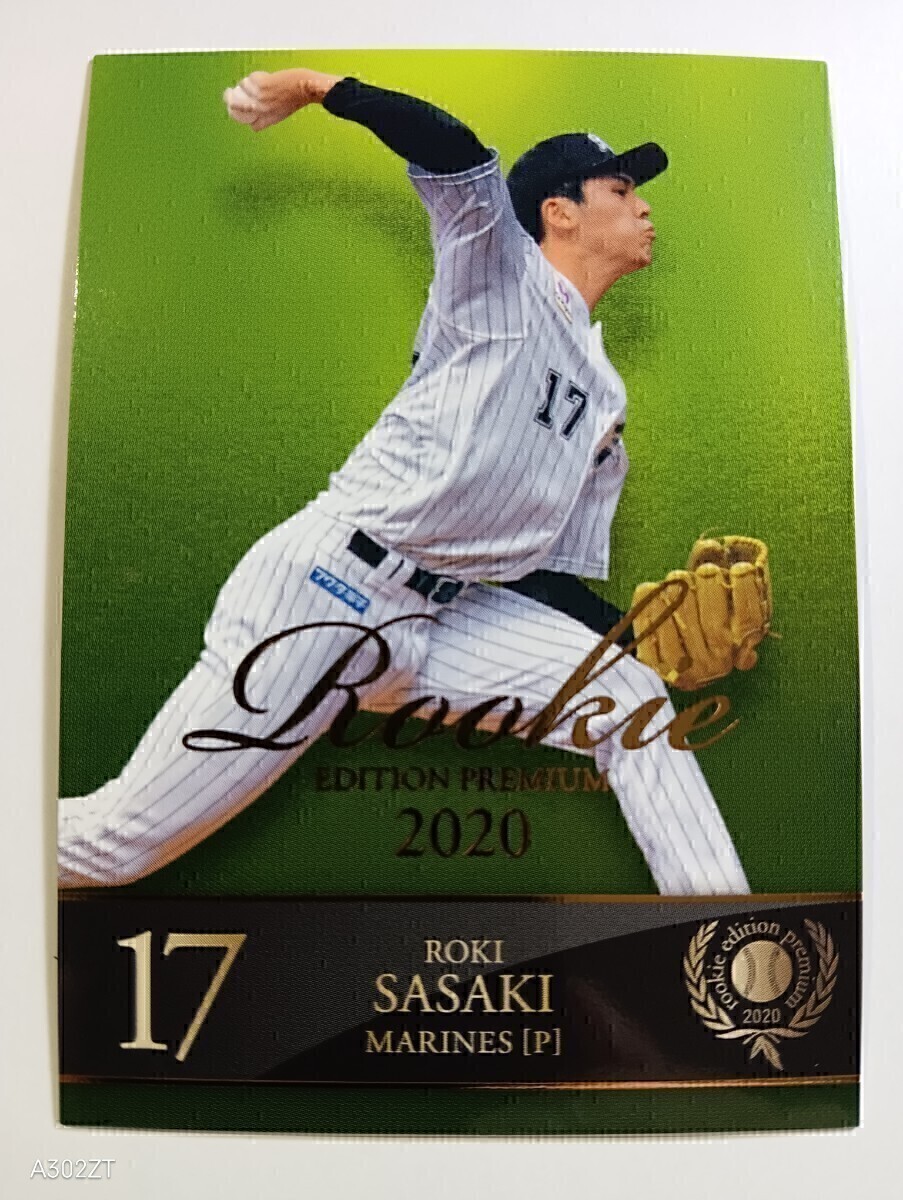 17
Rookie
EDITION PREMIUM
2020
17
ROKI
SASAKI
MARINES [P]
rookie edition premium
2020
A302ZT